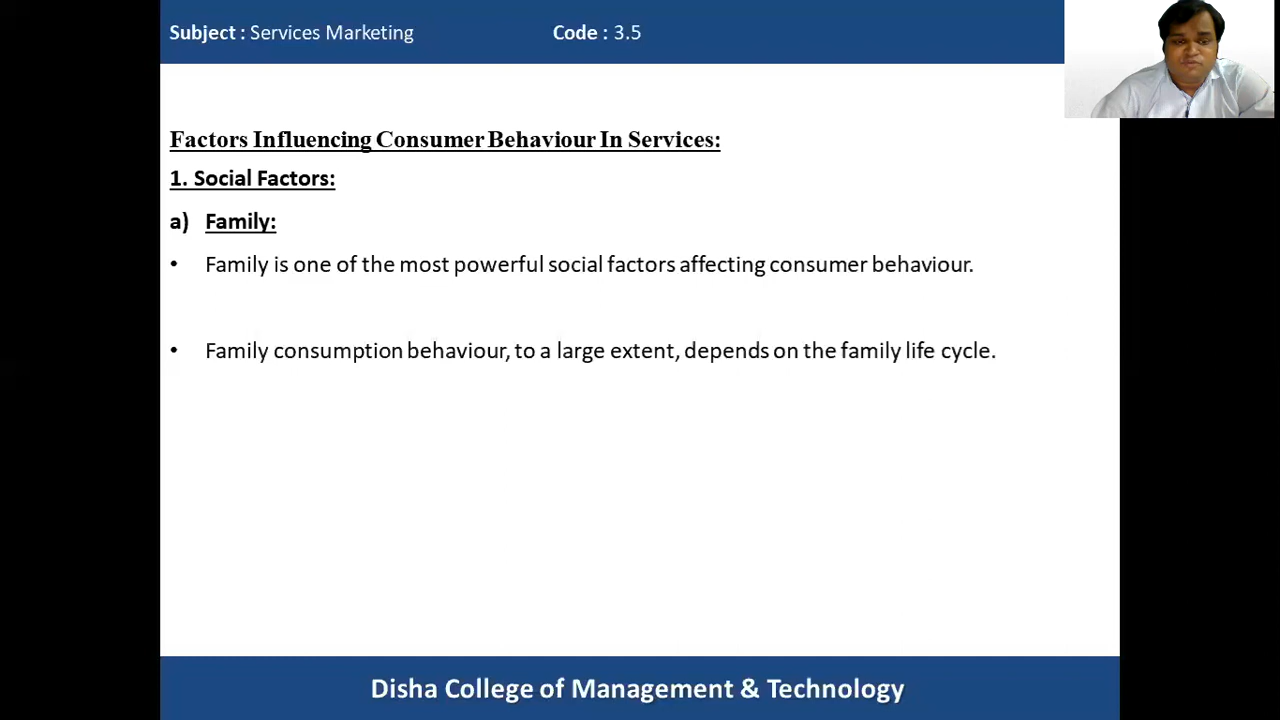 Subject : Services Marketing Code : 3.5
Factors Influencing Consumer Behaviour In Services:
1. Social Factors:
a) Family:
• Family is one of the most powerful social factors affecting consumer behaviour.
• Family consumption behaviour, to a large extent, depends on the family life cycle.
Disha College of Management & Technology